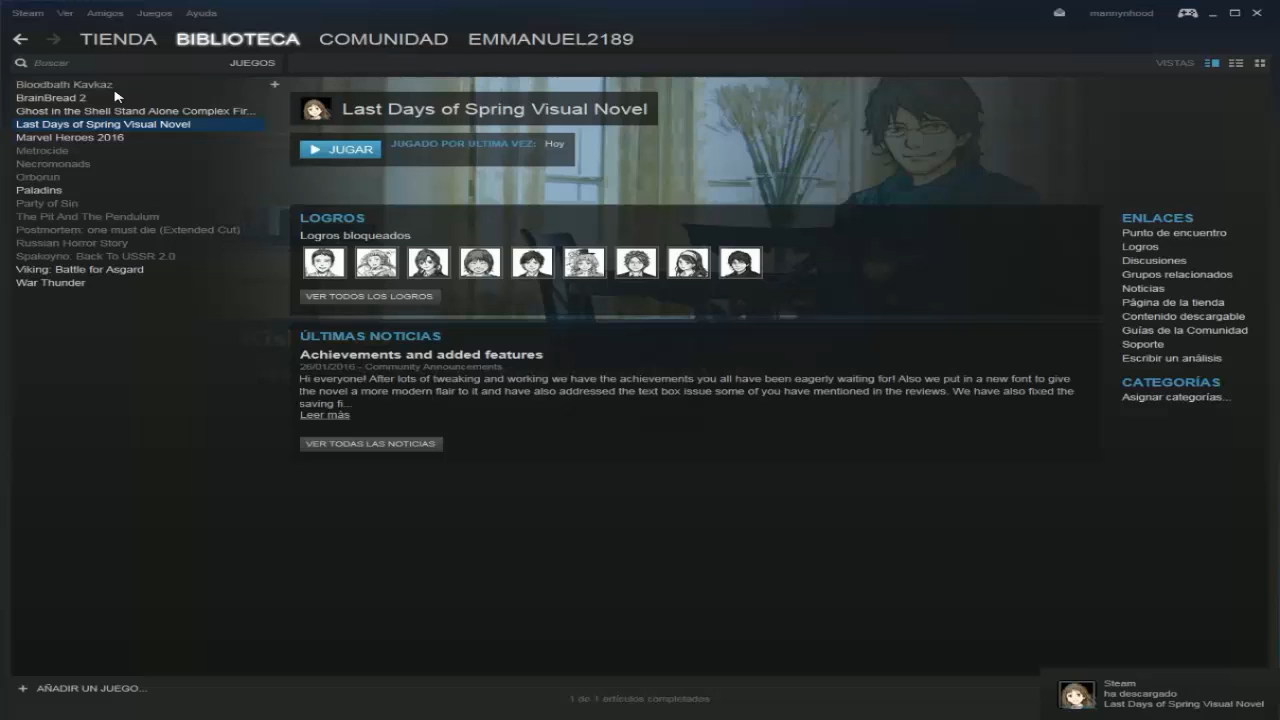 Steam Ver Amigos Juegos Ayuda mannynhood
TIENDA BIBLIOTECA COMUNIDAD EMMANUEL2189
Buscar JUEGOS VISTAS
Bloodbath Kavkaz
BrainBread 2
Ghost in the Shell Stand Alone Complex Fir...
Last Days of Spring Visual Novel
Marvel Heroes 2016
Metrocide
Necromonads
Orborun
Paladins
Party of Sin
The Pit And The Pendulum
Postmortem: one must die (Extended Cut)
Russian Horror Story
Spakoyno: Back To USSR 2.0
Viking: Battle for Asgard
War Thunder
Last Days of Spring Visual Novel
JUGAR JUGADO POR ÚLTIMA VEZ: Hoy
LOGROS
Logros bloqueados
VER TODOS LOS LOGROS
ÚLTIMAS NOTICIAS
Achievements and added features
26/01/2016 - Community Announcements
Hi everyone! After lots of tweaking and working we have the achievements you all have been eagerly waiting for! Also we put in a new font to give
the novel a more modern flair to it and have also addressed the text box issue some of you have mentioned in the reviews. We have also fixed the
saving fi...
Leer más
VER TODAS LAS NOTICIAS
ENLACES
Punto de encuentro
Logros
Discusiones
Grupos relacionados
Noticias
Página de la tienda
Contenido descargable
Guías de la Comunidad
Soporte
Escribir un análisis
CATEGORÍAS
Asignar categorías...
AÑADIR UN JUEGO...
1 de 1 artículos completados
Steam
ha descargado
Last Days of Spring Visual Novel